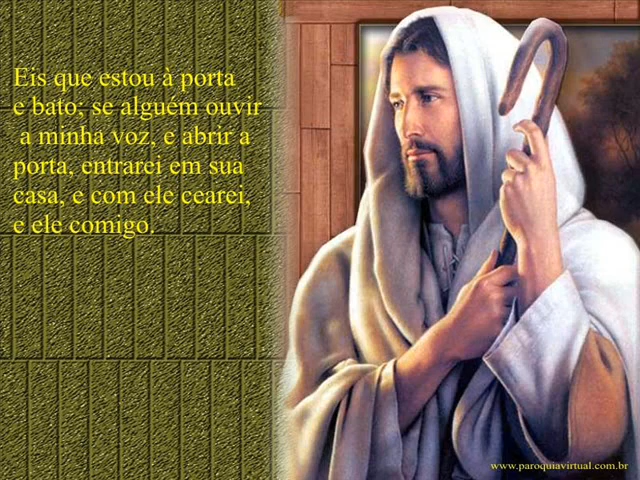 Eis que estou à porta
e bato; se alguém ouvir
a minha voz, e abrir a
porta, entrarei em sua
casa, e com ele cearei,
e ele comigo.
www.paroquiavirtual.com.br